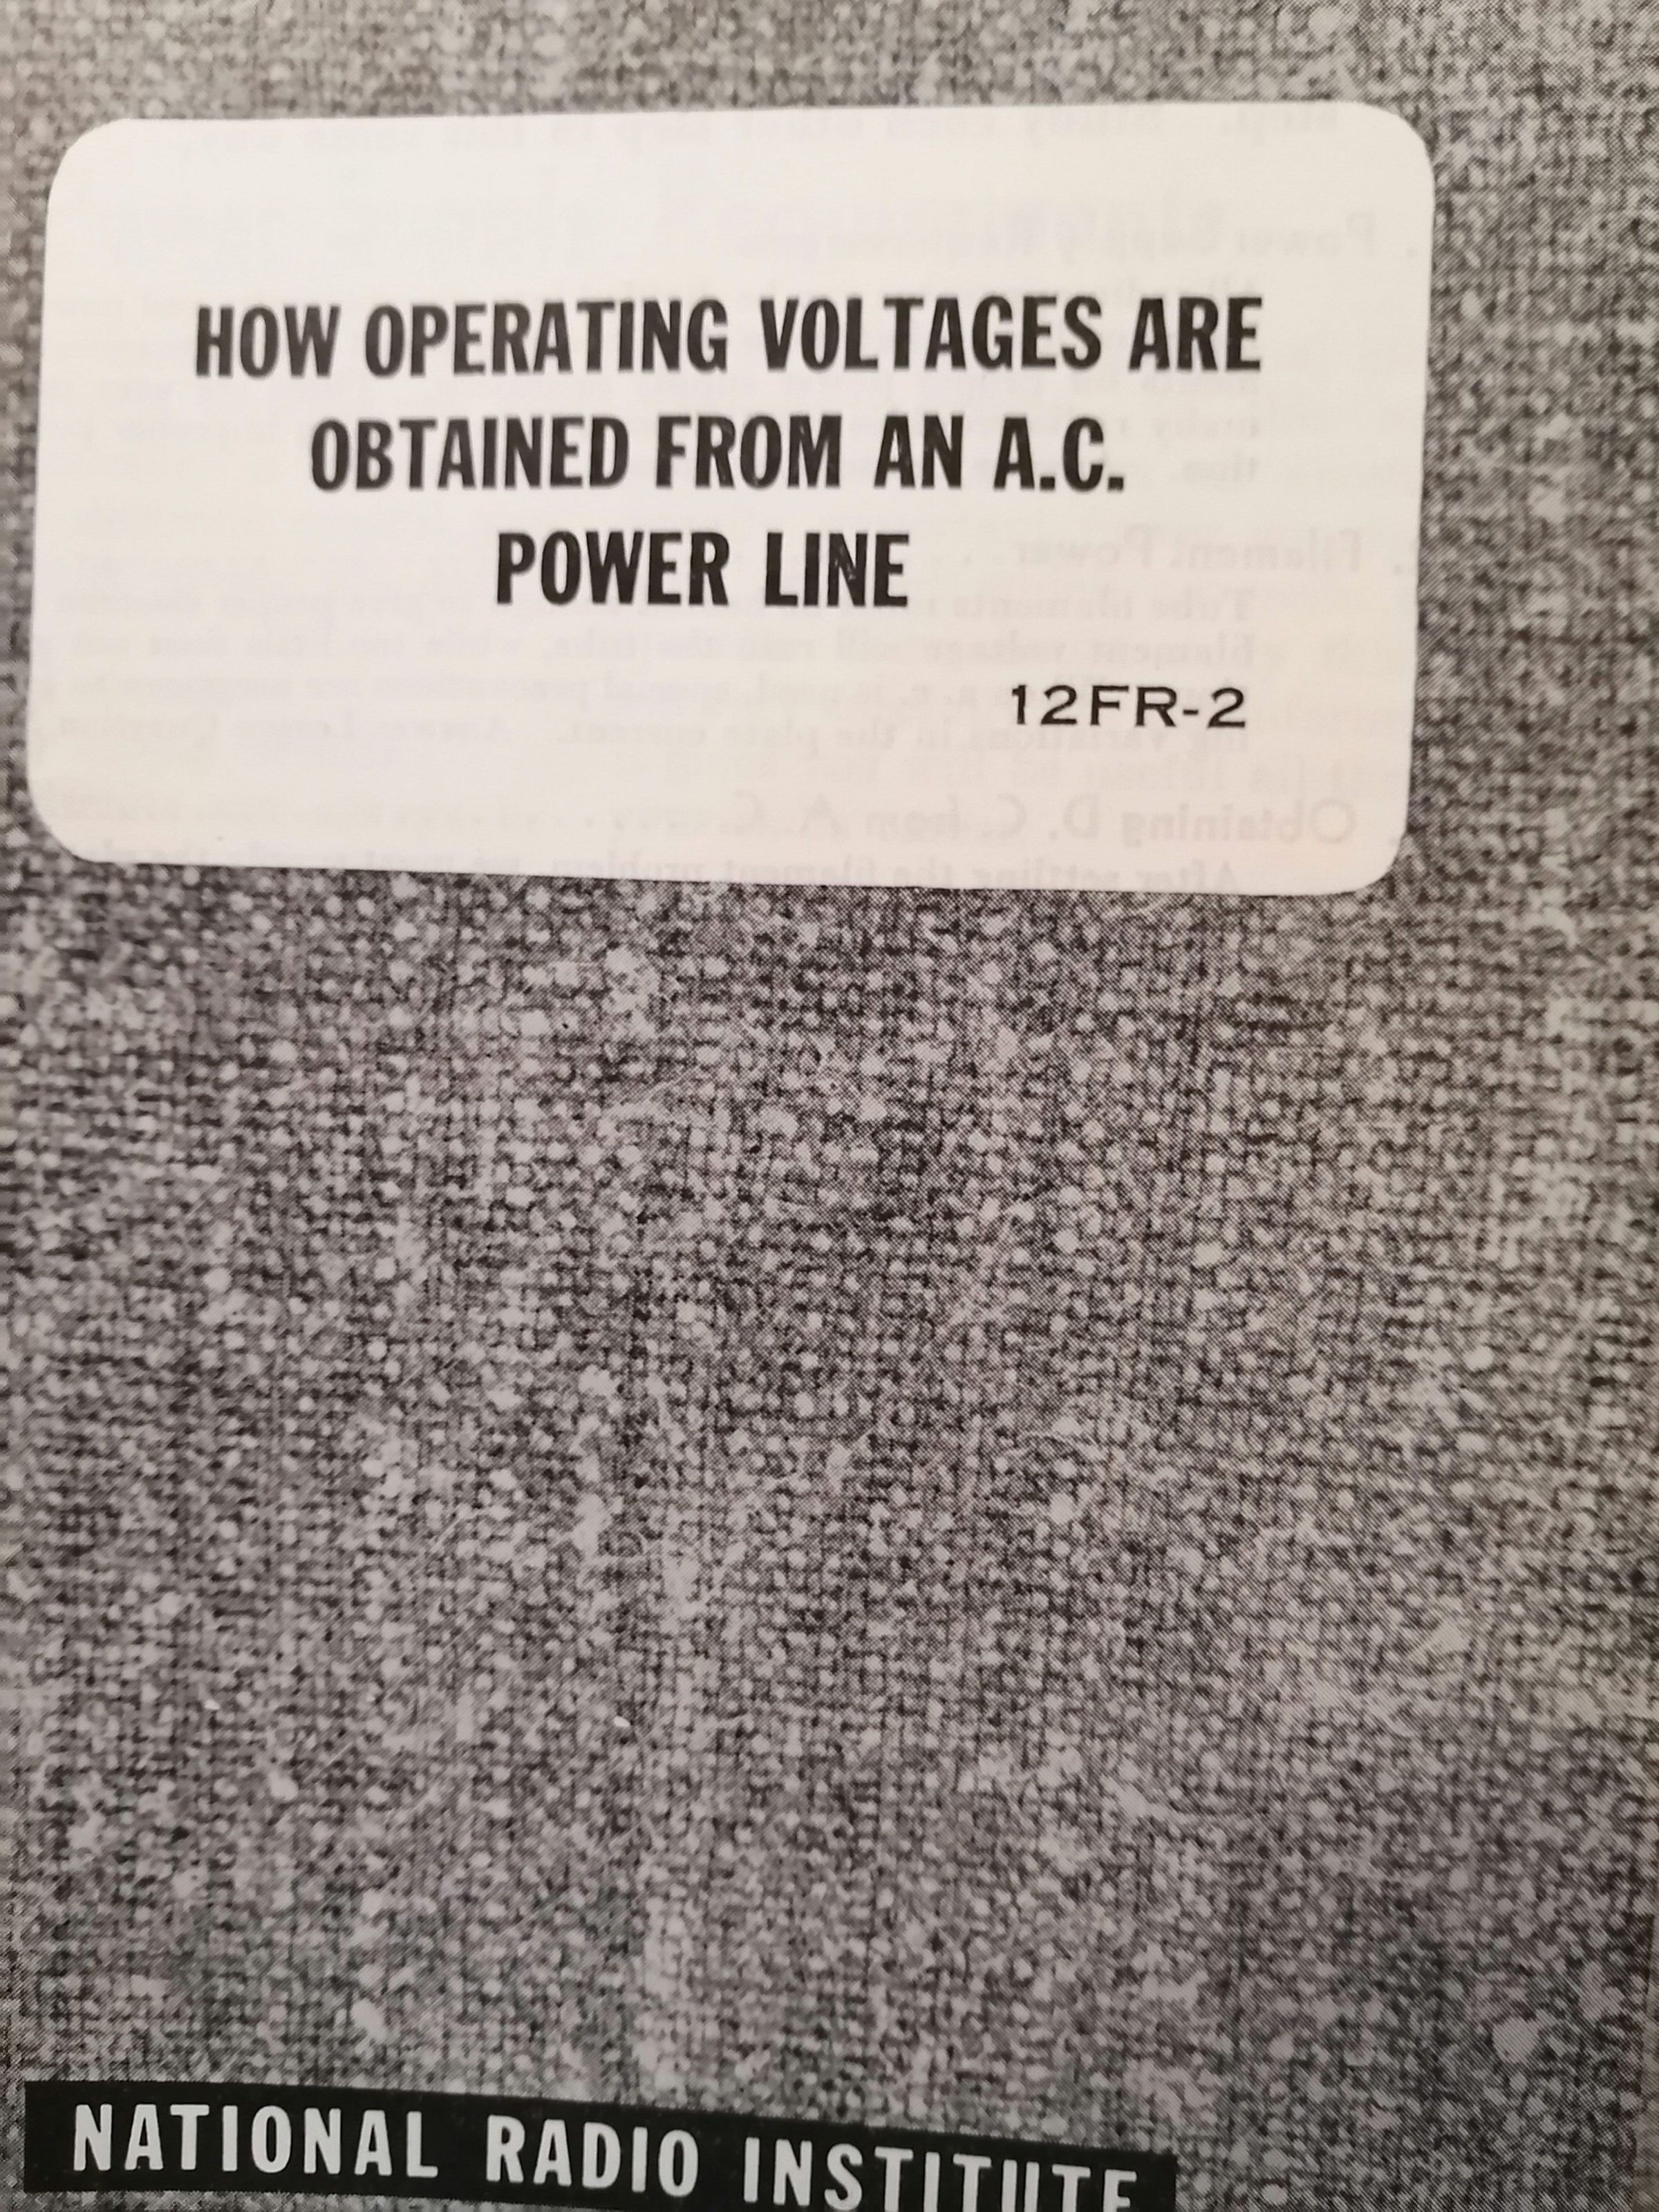 HOW OPERATING VOLTAGES ARE
OBTAINED FROM AN A.C.
POWER LINE
12FR-2
NATIONAL RADIO INSTITUTE